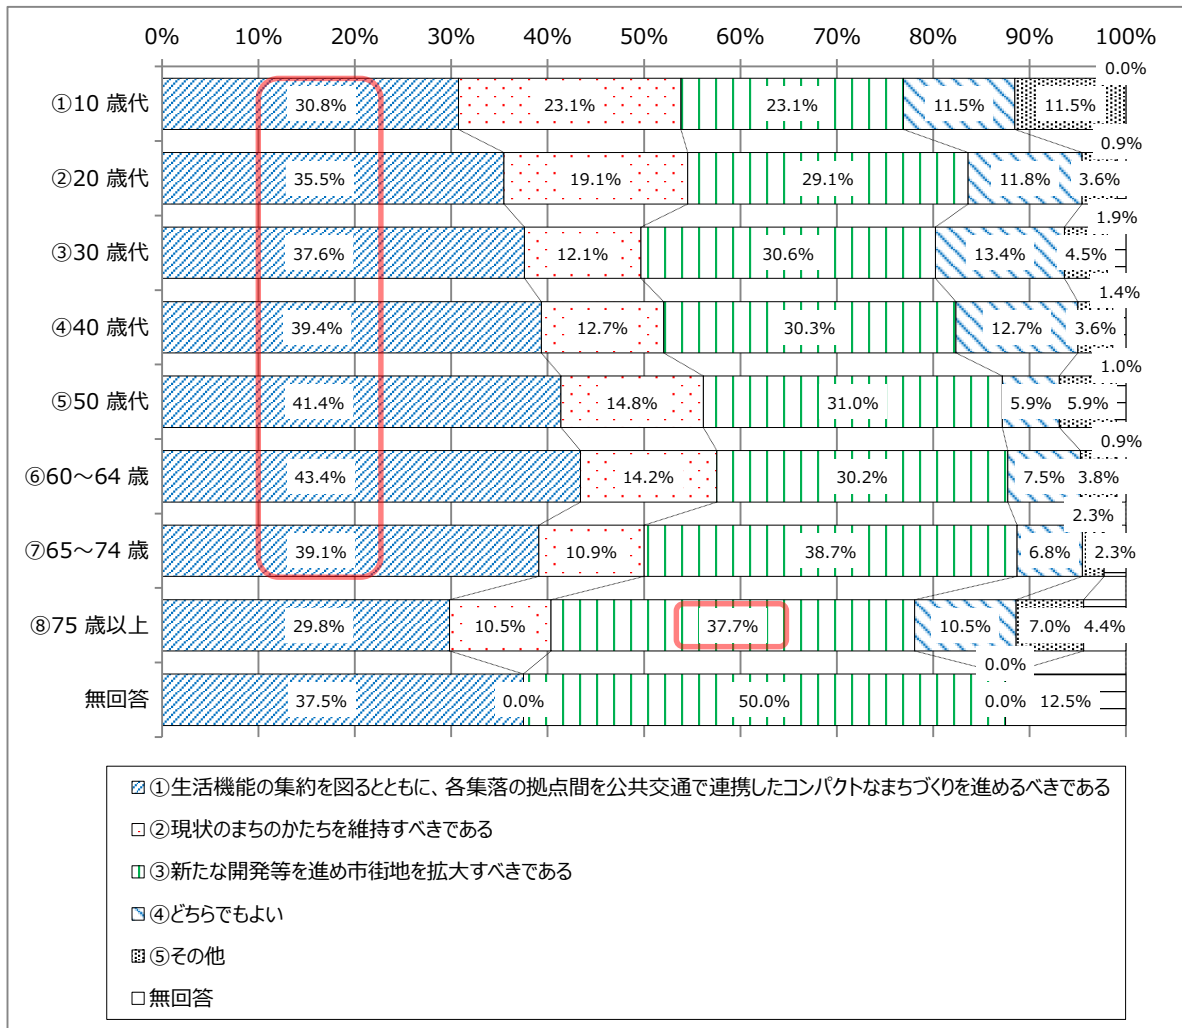 0% 10% 20% 30% 40% 50% 60% 70% 80% 90% 100%
0.0%
①10 歳代 30.8% 23.1% 23.1% 11.5% 11.5%
0.9%
②20 歳代 35.5% 19.1% 29.1% 11.8% 3.6%
1.9%
③30 歳代 37.6% 12.1% 30.6% 13.4% 4.5%
1.4%
④40 歳代 39.4% 12.7% 30.3% 12.7% 3.6%
1.0%
⑤50 歳代 41.4% 14.8% 31.0% 5.9% 5.9%
0.9%
⑥60～64 歳 43.4% 14.2% 30.2% 7.5% 3.8%
2.3%
⑦65～74 歳 39.1% 10.9% 38.7% 6.8% 2.3%
⑧75 歳以上 29.8% 10.5% 37.7% 10.5% 7.0% 4.4%
0.0%
無回答 37.5% 0.0% 50.0% 0.0% 12.5%
①生活機能の集約を図るとともに、各集落の拠点間を公共交通で連携したコンパクトなまちづくりを進めるべきである
②現状のまちのかたちを維持すべきである
③新たな開発等を進め市街地を拡大すべきである
④どちらでもよい
⑤その他
無回答